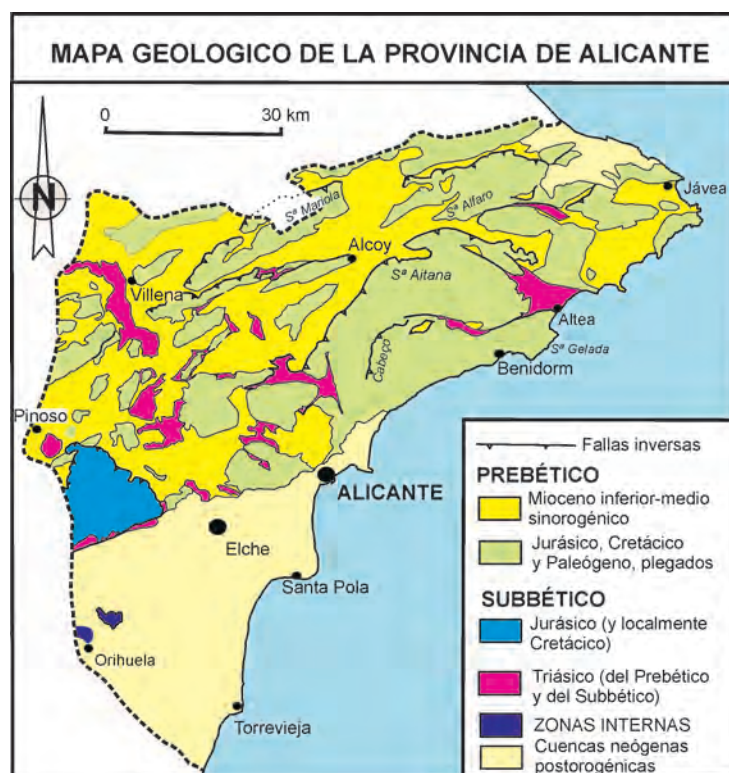 MAPA GEOLOGICO DE LA PROVINCIA DE ALICANTE
0 30 km
N
Jávea
Sª Mariola
Sª Alfaro
Alcoy
Sª Aitana
Villena
Altea
Sª Gelada
Cabeço
Benidorm
Pinoso
ALICANTE
Elche
Santa Pola
Orihuela
Torrevieja
Fallas inversas
PREBÉTICO
Mioceno inferior-medio
sinorogénico
Jurásico, Cretácico
y Paleógeno, plegados
SUBBÉTICO
Jurásico (y localmente
Cretácico)
Triásico (del Prebético
y del Subbético)
ZONAS INTERNAS
Cuencas neógenas
postorogénicas